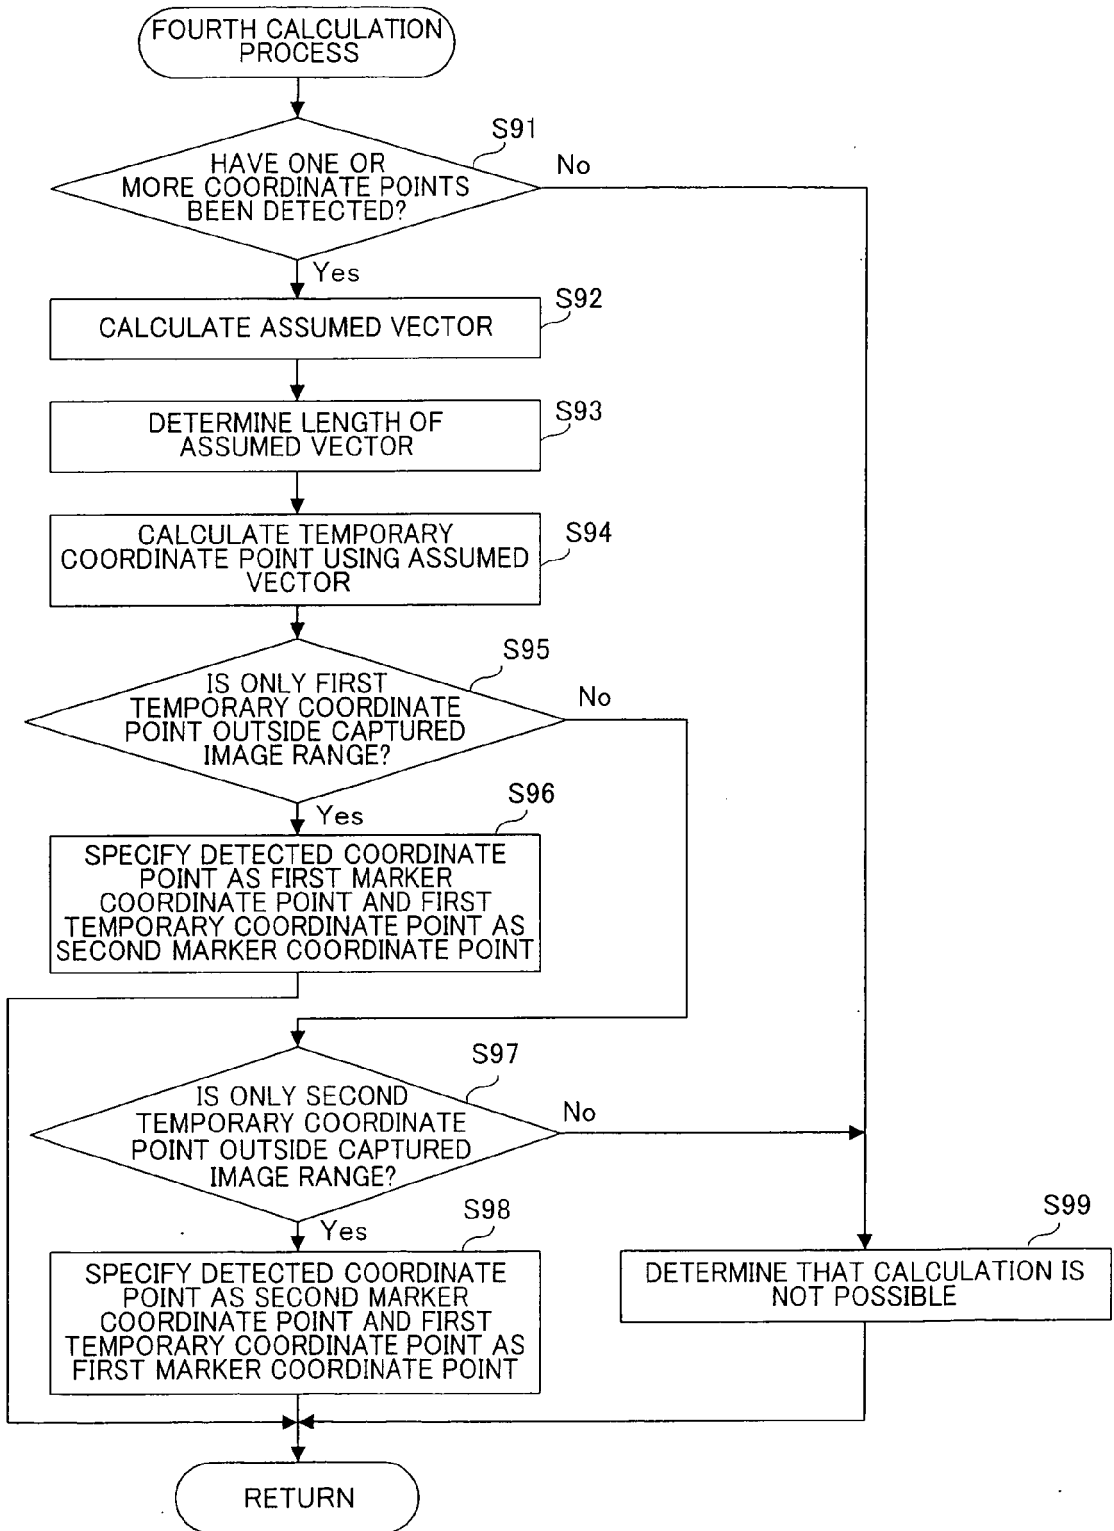 FOURTH CALCULATION
PROCESS
S91
HAVE ONE OR
MORE COORDINATE POINTS
BEEN DETECTED?
No
Yes
S92
CALCULATE ASSUMED VECTOR
S93
DETERMINE LENGTH OF
ASSUMED VECTOR
S94
CALCULATE TEMPORARY
COORDINATE POINT USING ASSUMED
VECTOR
S95
IS ONLY FIRST
TEMPORARY COORDINATE
POINT OUTSIDE CAPTURED
IMAGE RANGE?
No
Yes
S96
SPECIFY DETECTED COORDINATE
POINT AS FIRST MARKER
COORDINATE POINT AND FIRST
TEMPORARY COORDINATE POINT AS
SECOND MARKER COORDINATE POINT
S97
IS ONLY SECOND
TEMPORARY COORDINATE
POINT OUTSIDE CAPTURED
IMAGE RANGE?
No
Yes
S98
SPECIFY DETECTED COORDINATE
POINT AS SECOND MARKER
COORDINATE POINT AND FIRST
TEMPORARY COORDINATE POINT AS
FIRST MARKER COORDINATE POINT
S99
DETERMINE THAT CALCULATION IS
NOT POSSIBLE
RETURN